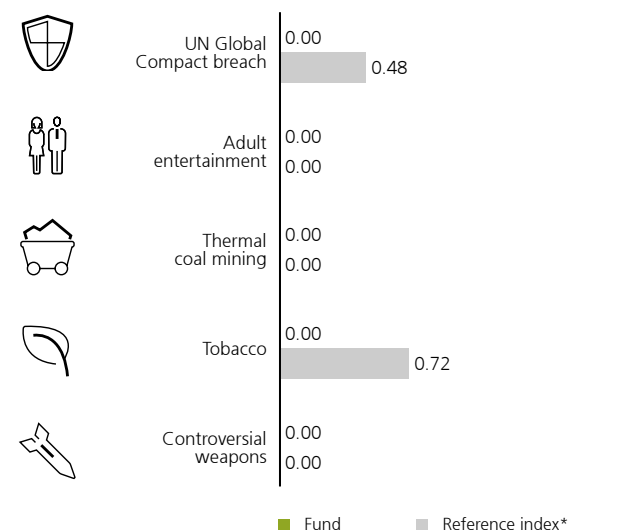 UN Global
Compact breach
0.00
0.48
Adult
entertainment
0.00
0.00
Thermal
coal mining
0.00
0.00
Tobacco
0.00
0.72
Controversial
weapons
0.00
0.00
Fund
Reference index*